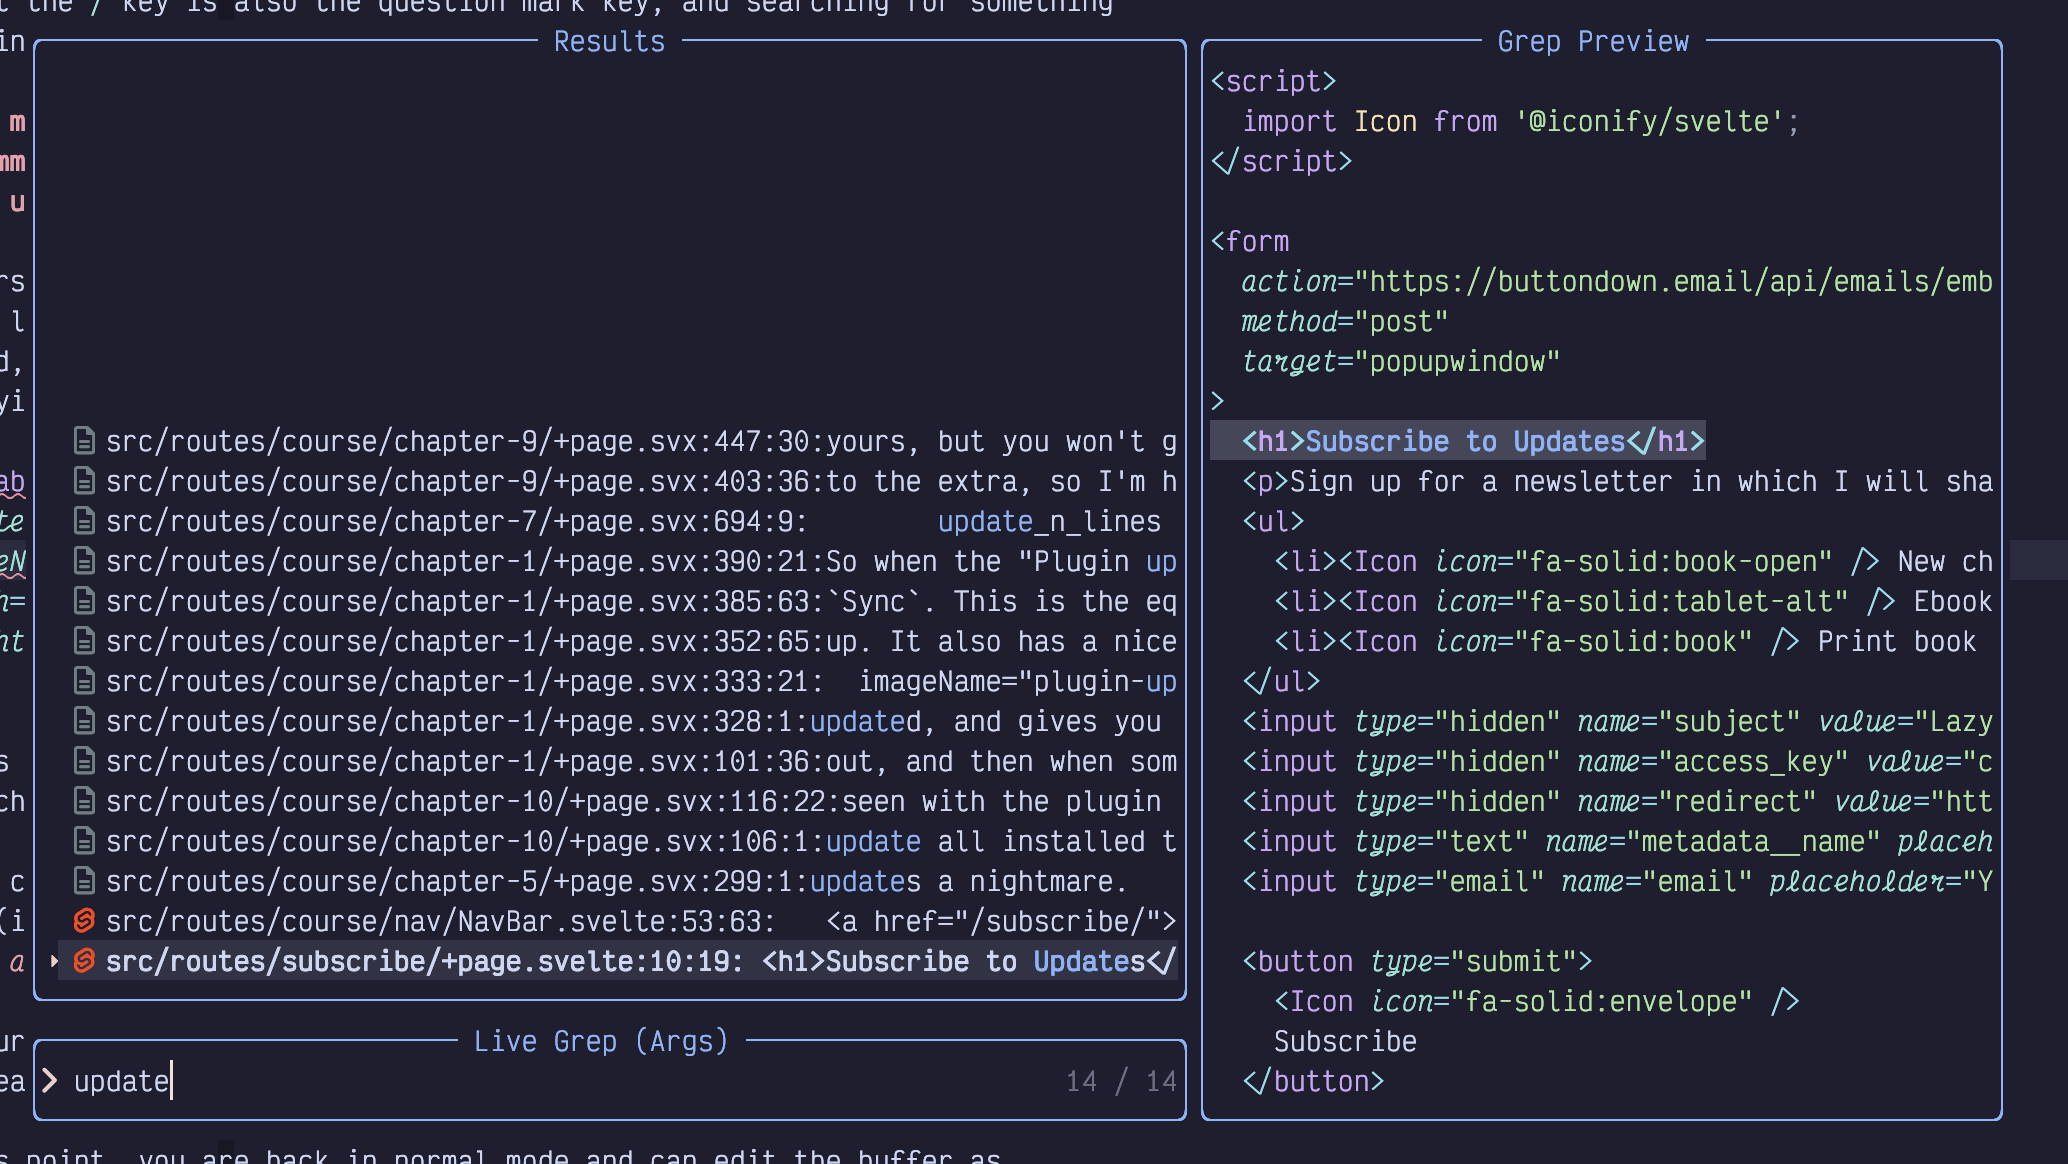 t the / key is also the question mark key, and searching for something
in
m
mm
u
rs
l
d,
yi
ab
te
eN
h=
ht
s
ch
c
(i
a
ur
ea
Results
src/routes/course/chapter-9/+page.svx:447:30:yours, but you won't g
src/routes/course/chapter-9/+page.svx:403:36:to the extra, so I'm h
src/routes/course/chapter-7/+page.svx:694:9:        update_n_lines
src/routes/course/chapter-1/+page.svx:390:21:So when the "Plugin up
src/routes/course/chapter-1/+page.svx:385:63:`Sync`. This is the eq
src/routes/course/chapter-1/+page.svx:352:65:up. It also has a nice
src/routes/course/chapter-1/+page.svx:333:21:  imageName="plugin-up
src/routes/course/chapter-1/+page.svx:328:1:updated, and gives you
src/routes/course/chapter-1/+page.svx:101:36:out, and then when som
src/routes/course/chapter-10/+page.svx:116:22:seen with the plugin
src/routes/course/chapter-10/+page.svx:106:1:update all installed t
src/routes/course/chapter-5/+page.svx:299:1:updates a nightmare.
src/routes/course/nav/NavBar.svelte:53:63:   <a href="/subscribe/">
src/routes/subscribe/+page.svelte:10:19: <h1>Subscribe to Updates</
Live Grep (Args)
> update 14 / 14
Grep Preview
<script>
  import Icon from '@iconify/svelte';
</script>
<form
  action="https://buttondown.email/api/emails/emb
  method="post"
  target="popupwindow"
>
  <h1>Subscribe to Updates</h1>
  <p>Sign up for a newsletter in which I will sha
  <ul>
    <li><Icon icon="fa-solid:book-open" /> New ch
    <li><Icon icon="fa-solid:tablet-alt" /> Ebook
    <li><Icon icon="fa-solid:book" /> Print book
  </ul>
  <input type="hidden" name="subject" value="Lazy
  <input type="hidden" name="access_key" value="c
  <input type="hidden" name="redirect" value="htt
  <input type="text" name="metadata__name" placeh
  <input type="email" name="email" placeholder="Y
  <button type="submit">
    <Icon icon="fa-solid:envelope" />
    Subscribe
  </button>
s point, you are back in normal mode and can edit the buffer as